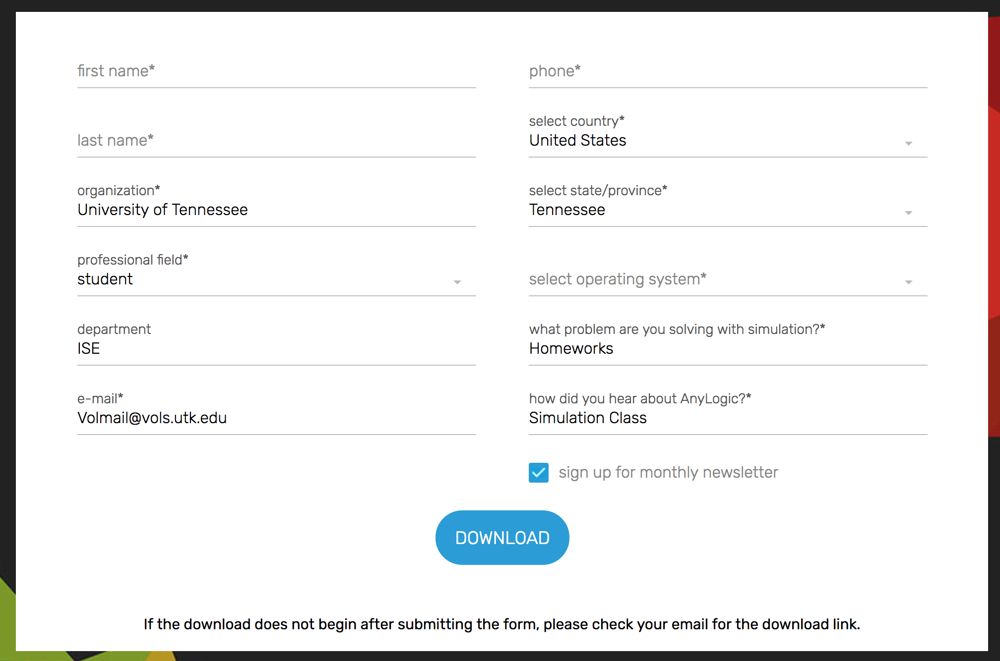 first name*
last name*
organization*
University of Tennessee
professional field*
student
department
ISE
e-mail*
Volmail@vols.utk.edu
phone*
select country*
United States
select state/province*
Tennessee
select operating system*
what problem are you solving with simulation?*
Homeworks
how did you hear about AnyLogic?*
Simulation Class
sign up for monthly newsletter
DOWNLOAD
If the download does not begin after submitting the form, please check your email for the download link.